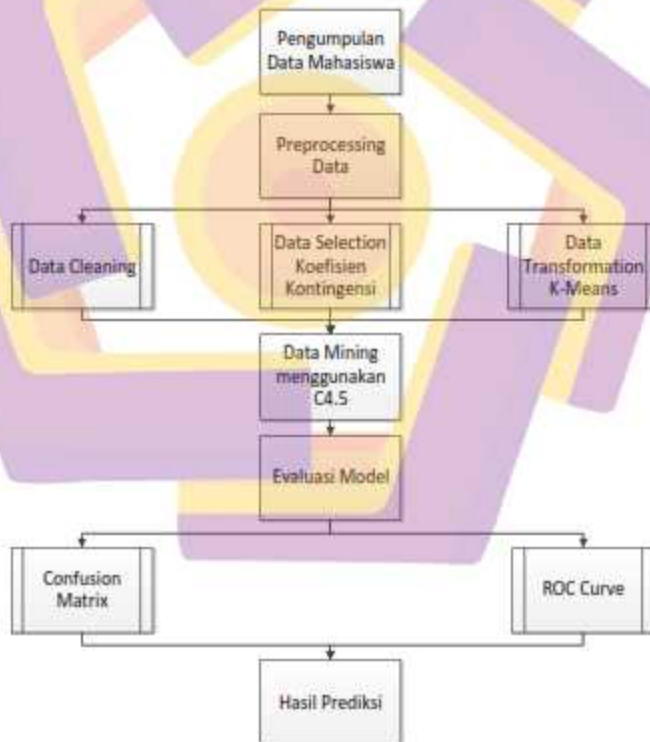 Pengumpulan
Data Mahasiswa
Preprocessing
Data
Data Cleaning
Data Selection
Koefisien
Kontingensi
Data
Transformation
K-Means
Data Mining
menggunakan
C4.5
Evaluasi Model
Confusion
Matrix
ROC Curve
Hasil Prediksi